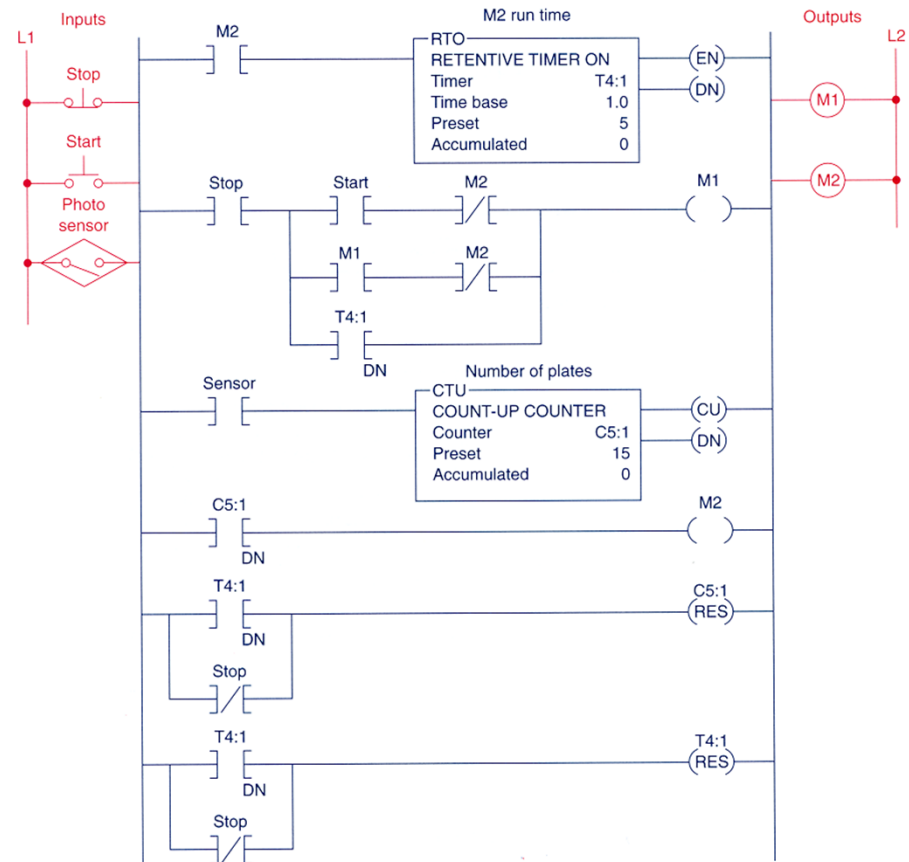 Inputs
L1
Stop
Start
Photo
sensor
Outputs
L2
M1
M2
M2 run time
M2
RTO
RETENTIVE TIMER ON
Timer T4:1
Time base 1.0
Preset 5
Accumulated 0
EN
DN
Stop
Start
M2
M1
M1
M2
T4:1
DN
Number of plates
Sensor
CTU
COUNT-UP COUNTER
Counter C5:1
Preset 15
Accumulated 0
CU
DN
C5:1
DN
M2
T4:1
DN
C5:1
RES
Stop
T4:1
DN
T4:1
RES
Stop